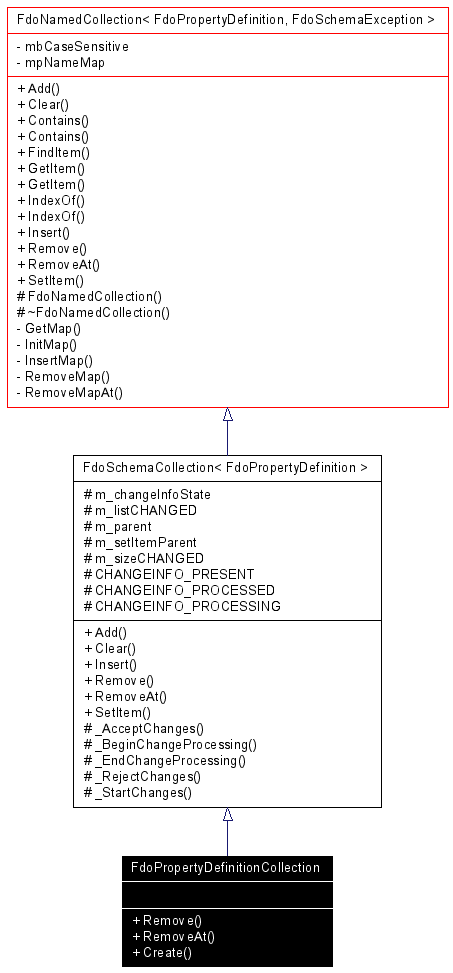 FdoNamedCollection< FdoPropertyDefinition, FdoSchemaException >
- mbCaseSensitive
- mpNameMap
+ Add()
+ Clear()
+ Contains()
+ Contains()
+ FindItem()
+ GetItem()
+ GetItem()
+ IndexOf()
+ IndexOf()
+ Insert()
+ Remove()
+ RemoveAt()
+ SetItem()
# FdoNamedCollection()
# ~FdoNamedCollection()
- GetMap()
- InitMap()
- InsertMap()
- RemoveMap()
- RemoveMapAt()
FdoSchemaCollection< FdoPropertyDefinition >
# m_changeInfoState
# m_listCHANGED
# m_parent
# m_setItemParent
# m_sizeCHANGED
# CHANGEINFO_PRESENT
# CHANGEINFO_PROCESSED
# CHANGEINFO_PROCESSING
+ Add()
+ Clear()
+ Insert()
+ Remove()
+ RemoveAt()
+ SetItem()
# _AcceptChanges()
# _BeginChangeProcessing()
# _EndChangeProcessing()
# _RejectChanges()
# _StartChanges()
FdoPropertyDefinitionCollection
+ Remove()
+ RemoveAt()
+ Create()